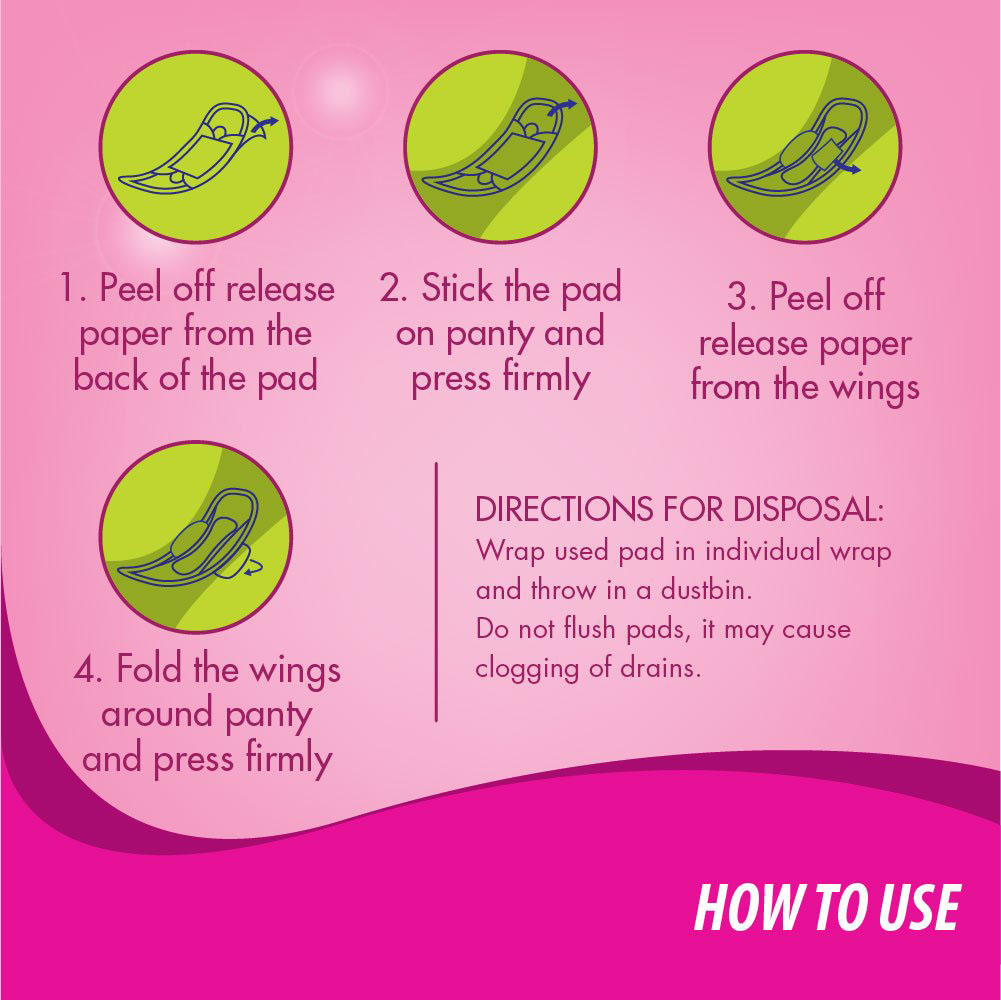 1. Peel off release
paper from the
back of the pad
2. Stick the pad
on panty and
press firmly
3. Peel off
release paper
from the wings
4. Fold the wings
around panty
and press firmly
DIRECTIONS FOR DISPOSAL:
Wrap used pad in individual wrap
and throw in a dustbin.
Do not flush pads, it may cause
clogging of drains.
HOW TO USE